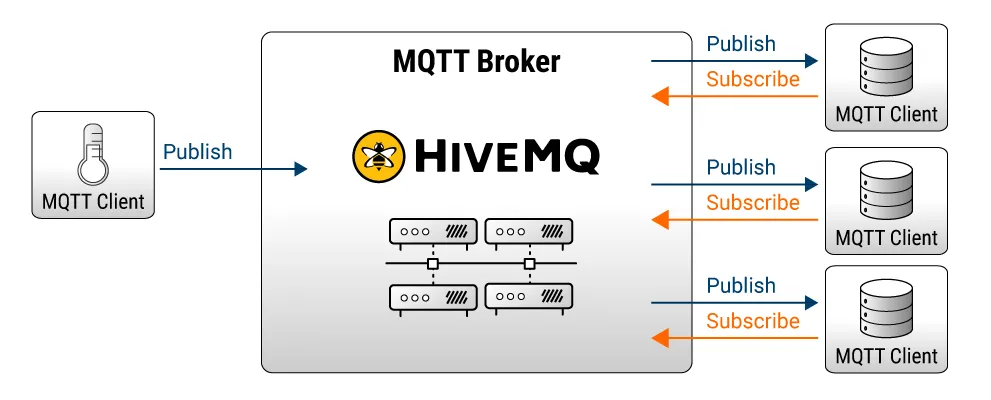 MQTT Broker
HIVEMQ
MQTT Client
Publish
Publish
Subscribe
MQTT Client
Publish
Subscribe
MQTT Client
Publish
Subscribe
MQTT Client